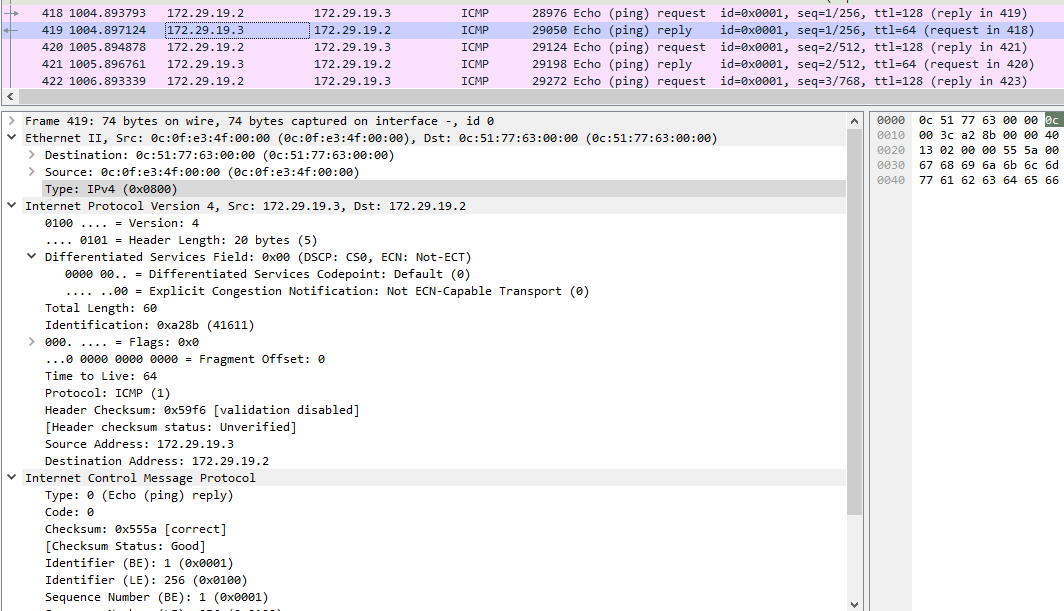 418 1004.893793 172.29.19.2 172.29.19.3 ICMP 28976 Echo (ping) request id=0x0001, seq=1/256, ttl=128 (reply in 419)
419 1004.897124 172.29.19.3 172.29.19.2 ICMP 29050 Echo (ping) reply id=0x0001, seq=1/256, ttl=64 (request in 418)
420 1005.894878 172.29.19.2 172.29.19.3 ICMP 29124 Echo (ping) request id=0x0001, seq=2/512, ttl=128 (reply in 421)
421 1005.896761 172.29.19.3 172.29.19.2 ICMP 29198 Echo (ping) reply id=0x0001, seq=2/512, ttl=64 (request in 420)
422 1006.893339 172.29.19.2 172.29.19.3 ICMP 29272 Echo (ping) request id=0x0001, seq=3/768, ttl=128 (reply in 423)
Frame 419: 74 bytes on wire, 74 bytes captured on interface -, id 0
Ethernet II, Src: 0c:0f:e3:4f:00:00 (0c:0f:e3:4f:00:00), Dst: 0c:51:77:63:00:00 (0c:51:77:63:00:00)
Destination: 0c:51:77:63:00:00 (0c:51:77:63:00:00)
Source: 0c:0f:e3:4f:00:00 (0c:0f:e3:4f:00:00)
Type: IPv4 (0x0800)
Internet Protocol Version 4, Src: 172.29.19.3, Dst: 172.29.19.2
0100 .... = Version: 4
.... 0101 = Header Length: 20 bytes (5)
Differentiated Services Field: 0x00 (DSCP: CS0, ECN: Not-ECT)
0000 00.. = Differentiated Services Codepoint: Default (0)
.... ..00 = Explicit Congestion Notification: Not ECN-Capable Transport (0)
Total Length: 60
Identification: 0xa28b (41611)
000. .... = Flags: 0x0
...0 0000 0000 0000 = Fragment Offset: 0
Time to Live: 64
Protocol: ICMP (1)
Header Checksum: 0x59f6 [validation disabled]
[Header checksum status: Unverified]
Source Address: 172.29.19.3
Destination Address: 172.29.19.2
Internet Control Message Protocol
Type: 0 (Echo (ping) reply)
Code: 0
Checksum: 0x555a [correct]
[Checksum Status: Good]
Identifier (BE): 1 (0x0001)
Identifier (LE): 256 (0x0100)
Sequence Number (BE): 1 (0x0001)
0000 0c 51 77 63 00 00 0c
0010 00 3c a2 8b 00 00 40
0020 13 02 00 00 55 5a 00
0030 67 68 69 6a 6b 6c 6d
0040 77 61 62 63 64 65 66